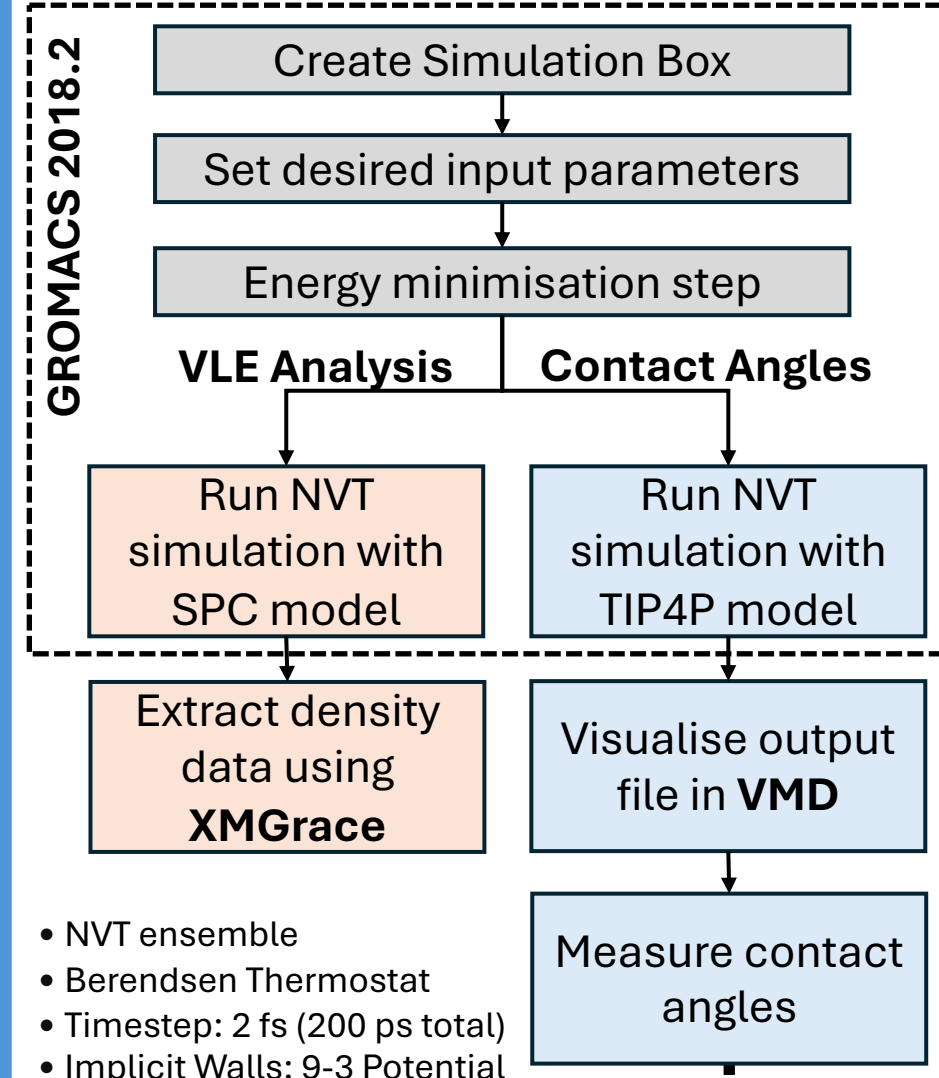 GROMACS 2018.2
Create Simulation Box
Set desired input parameters
Energy minimisation step
VLE Analysis
Contact Angles
Run NVT
simulation with
SPC model
Run NVT
simulation with
TIP4P model
Extract density
data using
XMGrace
Visualise output
file in VMD
Measure contact
angles
• NVT ensemble
• Berendsen Thermostat
• Timestep: 2 fs (200 ps total)
• Implicit Walls: 9-3 Potential